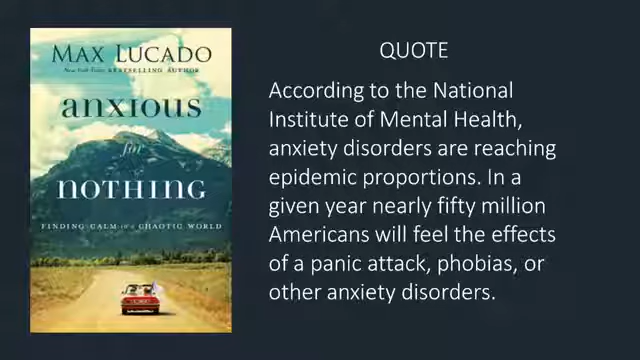 MAX LUCADO
New York Times BESTSELLING AUTHOR
anxious
for
NOTHING
FINDING CALM in a CHAOTIC WORLD
QUOTE
According to the National
Institute of Mental Health,
anxiety disorders are reaching
epidemic proportions. In a
given year nearly fifty million
Americans will feel the effects
of a panic attack, phobias, or
other anxiety disorders.